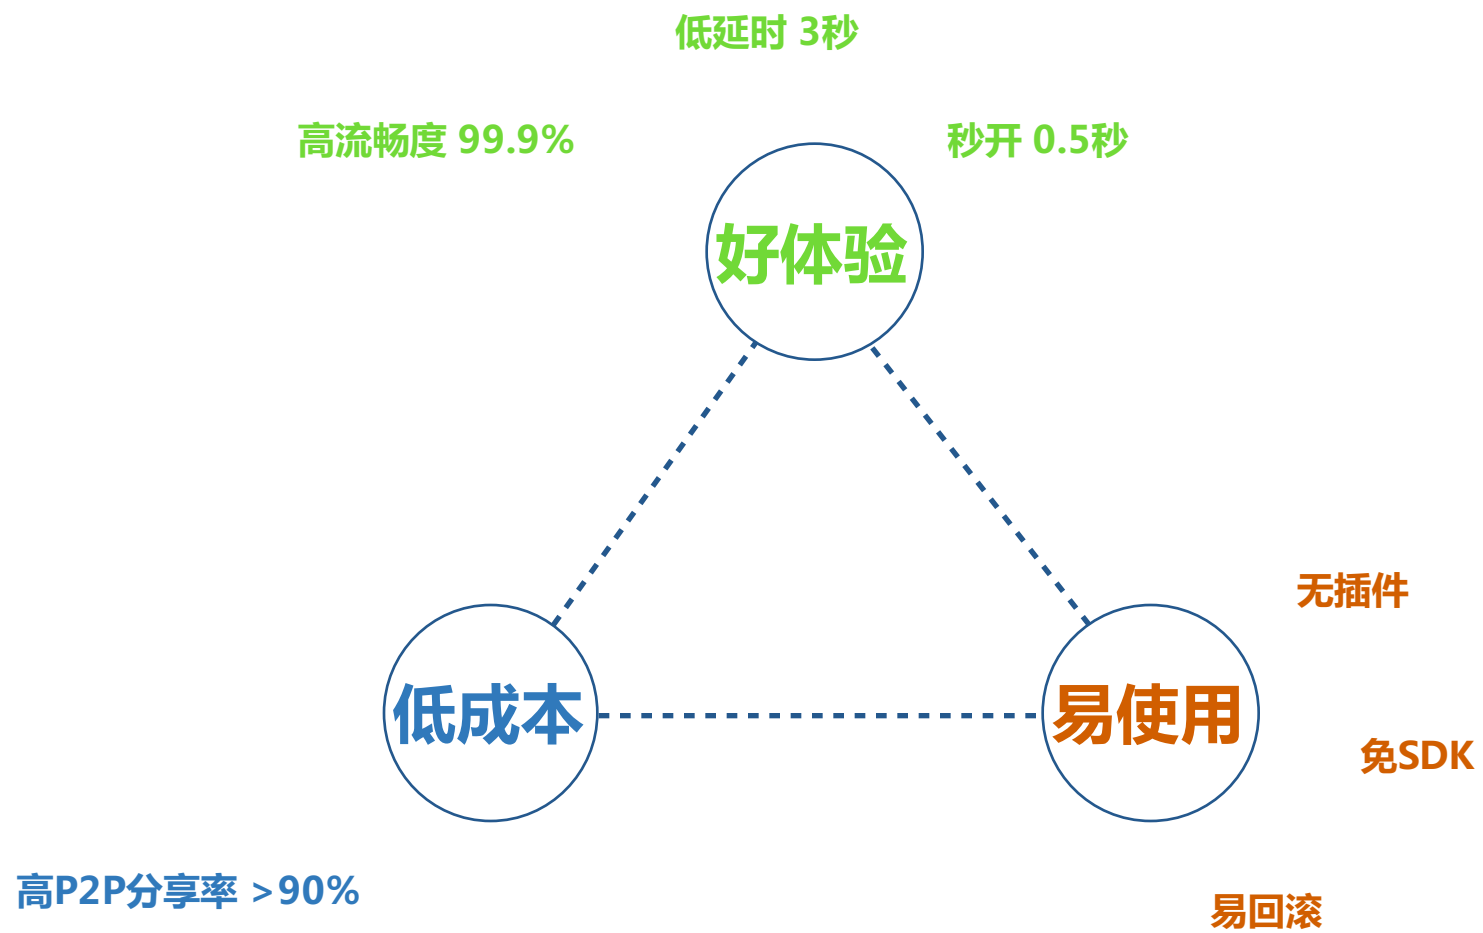 低延时 3秒
高流畅度 99.9%
秒开 0.5秒
好体验
无插件
低成本
易使用
免SDK
高P2P分享率 >90%
易回滚